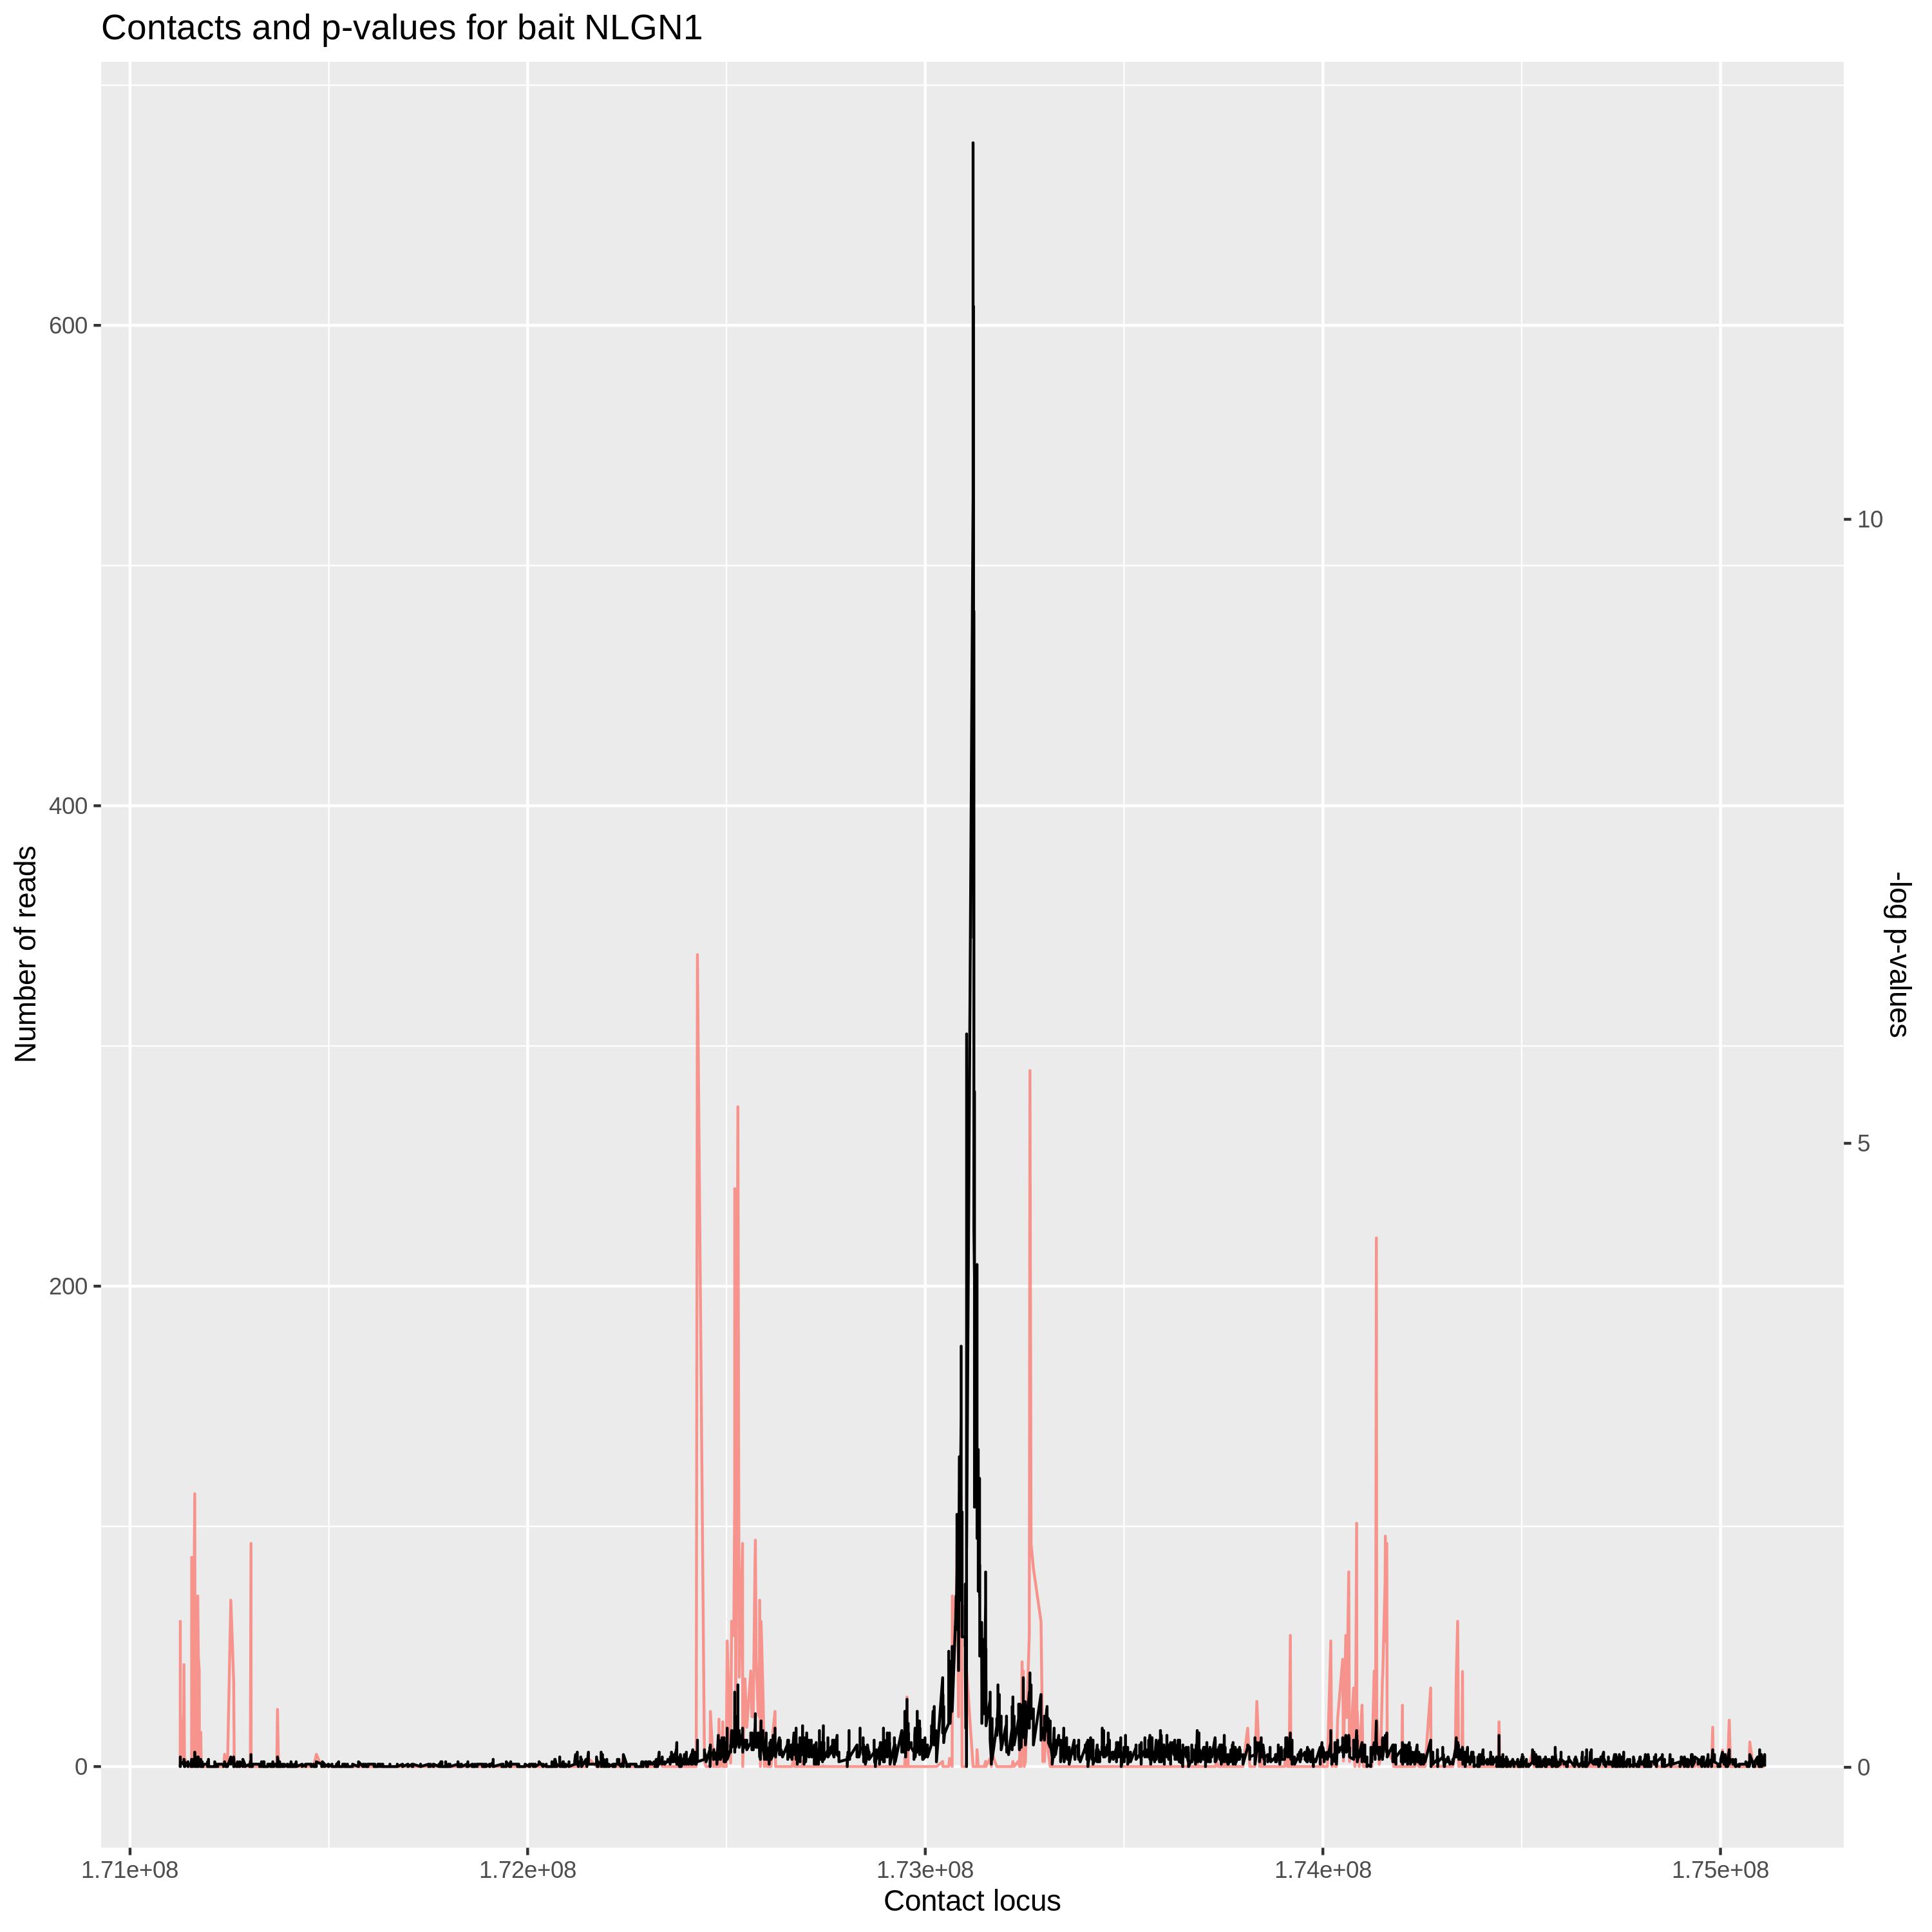 Contacts and p-values for bait NLGN1
Number of reads
600
400
200
0
10
5
0
-log p-values
1.71e+08
1.72e+08
1.73e+08
1.74e+08
1.75e+08
Contact locus